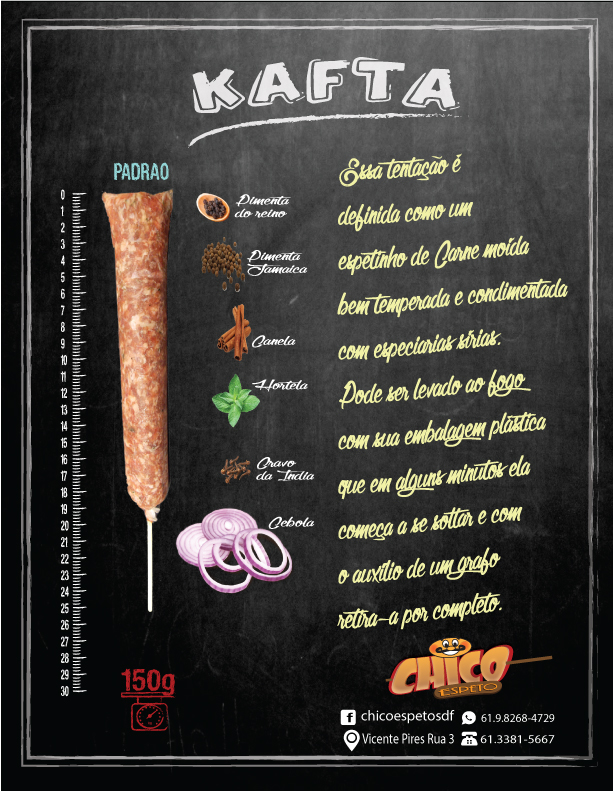 KAFTA
PADRAO
0
1
2
3
4
5
6
7
8
9
10
11
12
13
14
15
16
17
18
19
20
21
22
23
24
25
26
27
28
29
30
150g
Pimenta
do reino
Pimenta
Jamaica
Canela
Hortela
Cravo
da India
Cebola
Essa tentação é
definida como um
espetinho de Carne moída
bem temperada e condimentada
com especiarias sírias.
Pode ser levado ao fogo
com sua embalagem plàstica
que em alguns minutos ela
começa a se soltar e com
o auxílio de um grafo
retira-a por completo.
CHICO
ESPETO
f chicoespetosdf 61.9.8268-4729
Vicente Pires Rua 3 61.3381-5667